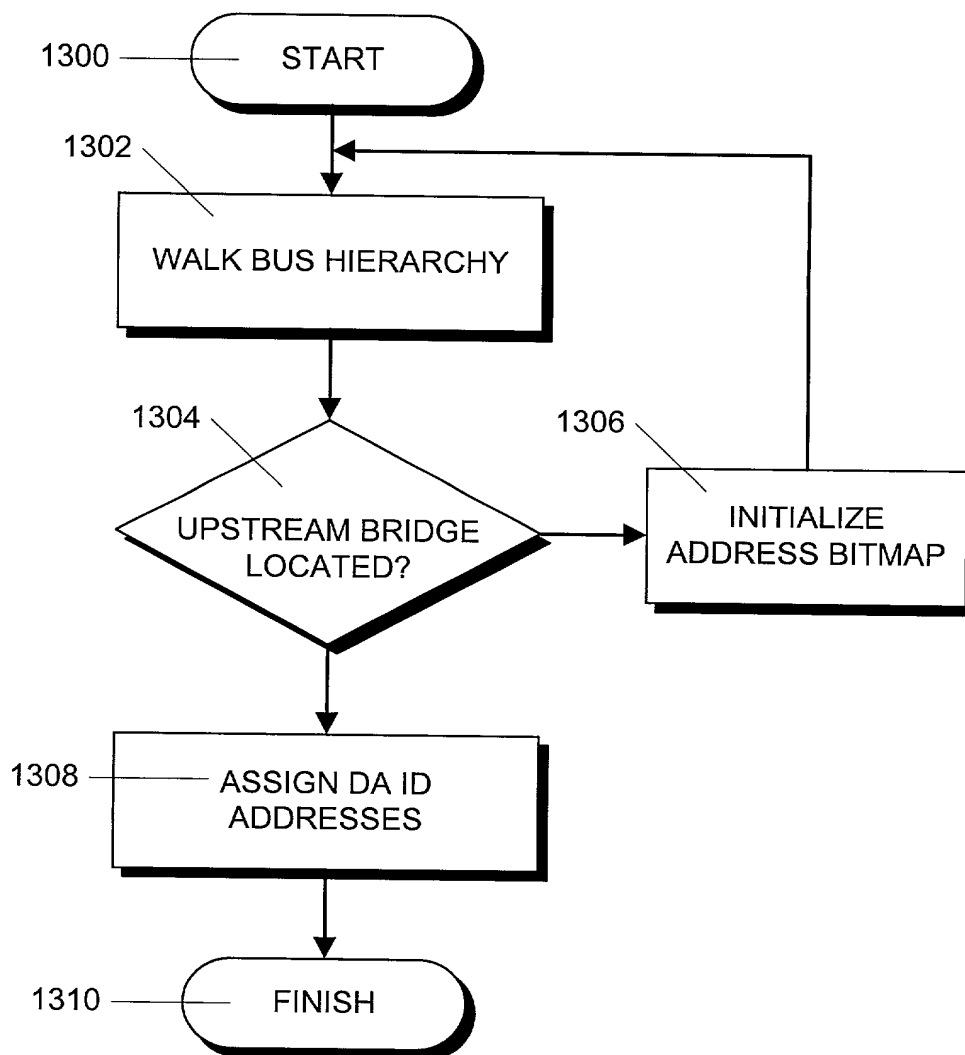 1300
START
1302
WALK BUS HIERARCHY
1304
UPSTREAM BRIDGE
LOCATED?
1306
INITIALIZE
ADDRESS BITMAP
1308
ASSIGN DA ID
ADDRESSES
1310
FINISH